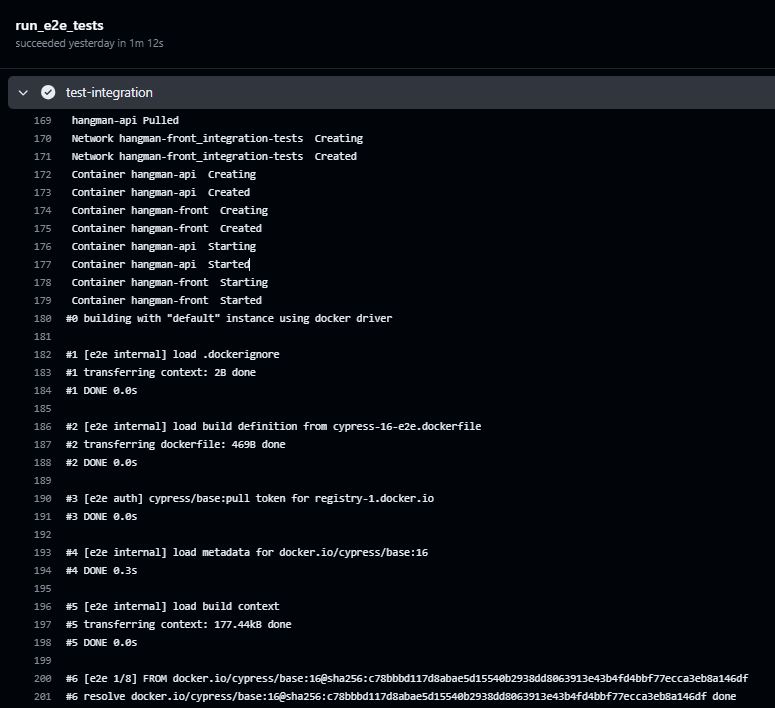 run_e2e_tests
succeeded yesterday in 1m 12s
test-integration
169 hangman-api Pulled
170 Network hangman-front_integration-tests  Creating
171 Network hangman-front_integration-tests  Created
172 Container hangman-api  Creating
173 Container hangman-api  Created
174 Container hangman-front  Creating
175 Container hangman-front  Created
176 Container hangman-api  Starting
177 Container hangman-api  Started
178 Container hangman-front  Starting
179 Container hangman-front  Started
180 #0 building with "default" instance using docker driver
181
182 #1 [e2e internal] load .dockerignore
183 #1 transferring context: 2B done
184 #1 DONE 0.0s
185
186 #2 [e2e internal] load build definition from cypress-16-e2e.dockerfile
187 #2 transferring dockerfile: 469B done
188 #2 DONE 0.0s
189
190 #3 [e2e auth] cypress/base:pull token for registry-1.docker.io
191 #3 DONE 0.0s
192
193 #4 [e2e internal] load metadata for docker.io/cypress/base:16
194 #4 DONE 0.3s
195
196 #5 [e2e internal] load build context
197 #5 transferring context: 177.44kB done
198 #5 DONE 0.0s
199
200 #6 [e2e 1/8] FROM docker.io/cypress/base:16@sha256:c78bbbd117d8abae5d15540b2938dd8063913e43b4fd4bbf77ecca3eb8a146df
201 #6 resolve docker.io/cypress/base:16@sha256:c78bbbd117d8abae5d15540b2938dd8063913e43b4fd4bbf77ecca3eb8a146df done